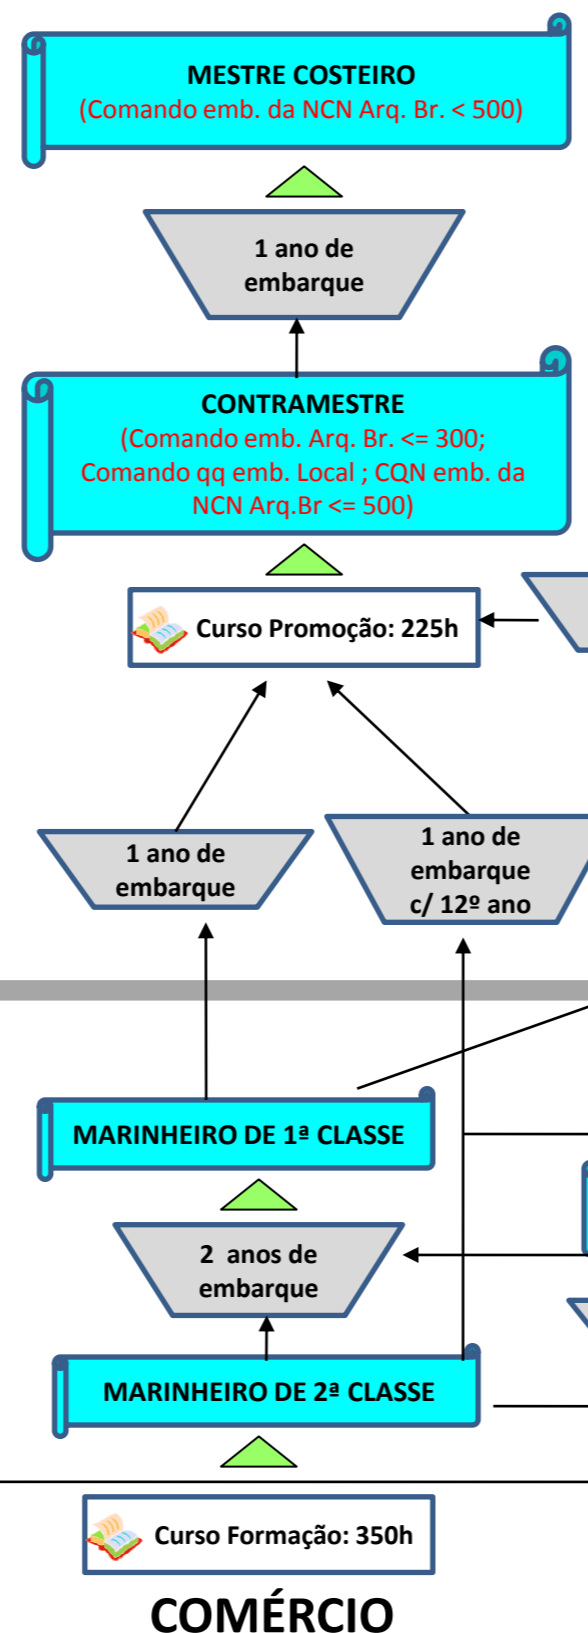 MESTRE COSTEIRO
(Comando emb. da NCN Arq. Br. < 500)
1 ano de
embarque
CONTRAMESTRE
(Comando emb. Arq. Br. <= 300;
Comando qq emb. Local ; CQN emb. da
NCN Arq.Br <= 500)
Curso Promoção: 225h
1 ano de
embarque
1 ano de
embarque
c/ 12º ano
MARINHEIRO DE 1ª CLASSE
2 anos de
embarque
MARINHEIRO DE 2ª CLASSE
Curso Formação: 350h
COMÉRCIO